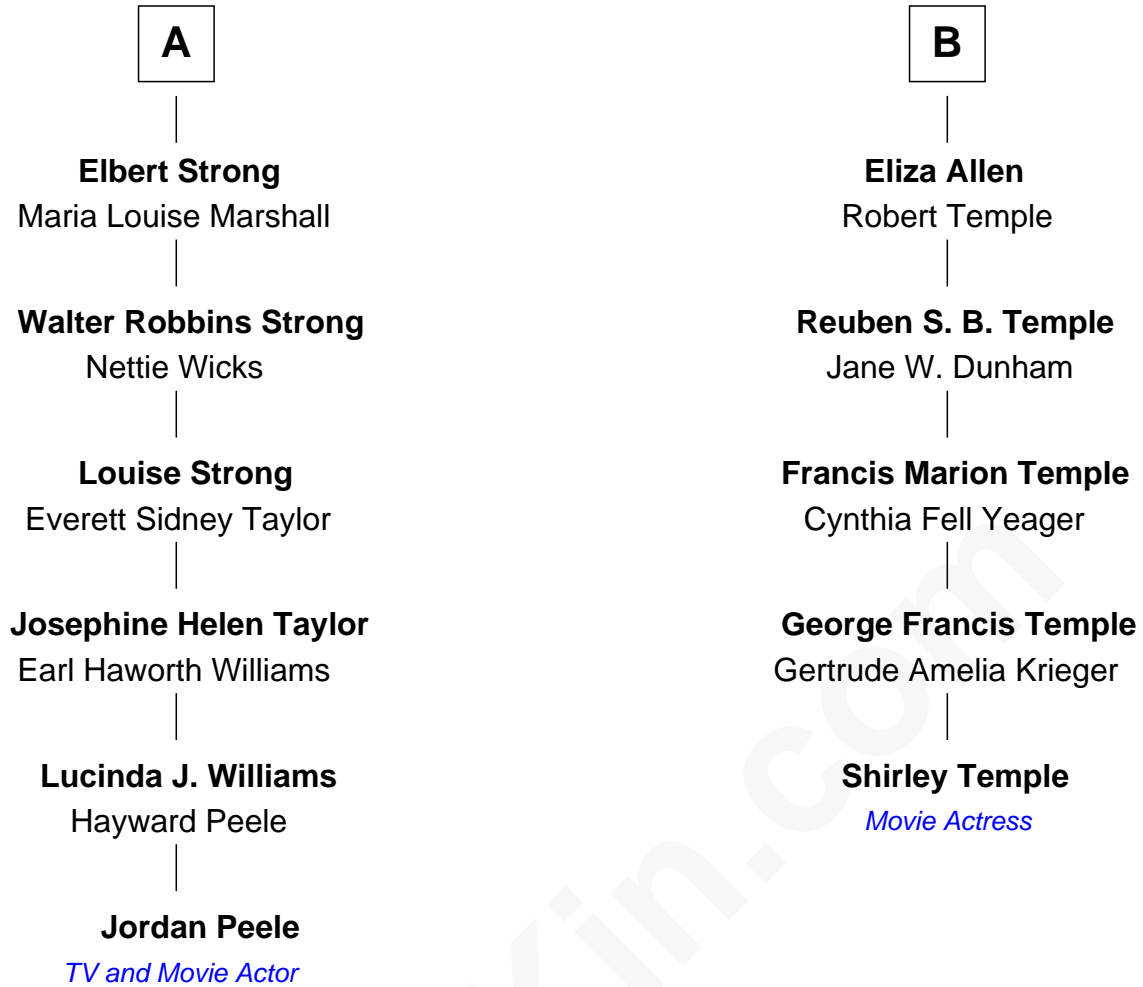 A
B
Elbert Strong
Maria Louise Marshall
Eliza Allen
Robert Temple
Walter Robbins Strong
Nettie Wicks
Reuben S. B. Temple
Jane W. Dunham
Louise Strong
Everett Sidney Taylor
Francis Marion Temple
Cynthia Fell Yeager
Josephine Helen Taylor
Earl Haworth Williams
George Francis Temple
Gertrude Amelia Krieger
Lucinda J. Williams
Hayward Peele
Shirley Temple
Movie Actress
Jordan Peele
TV and Movie Actor